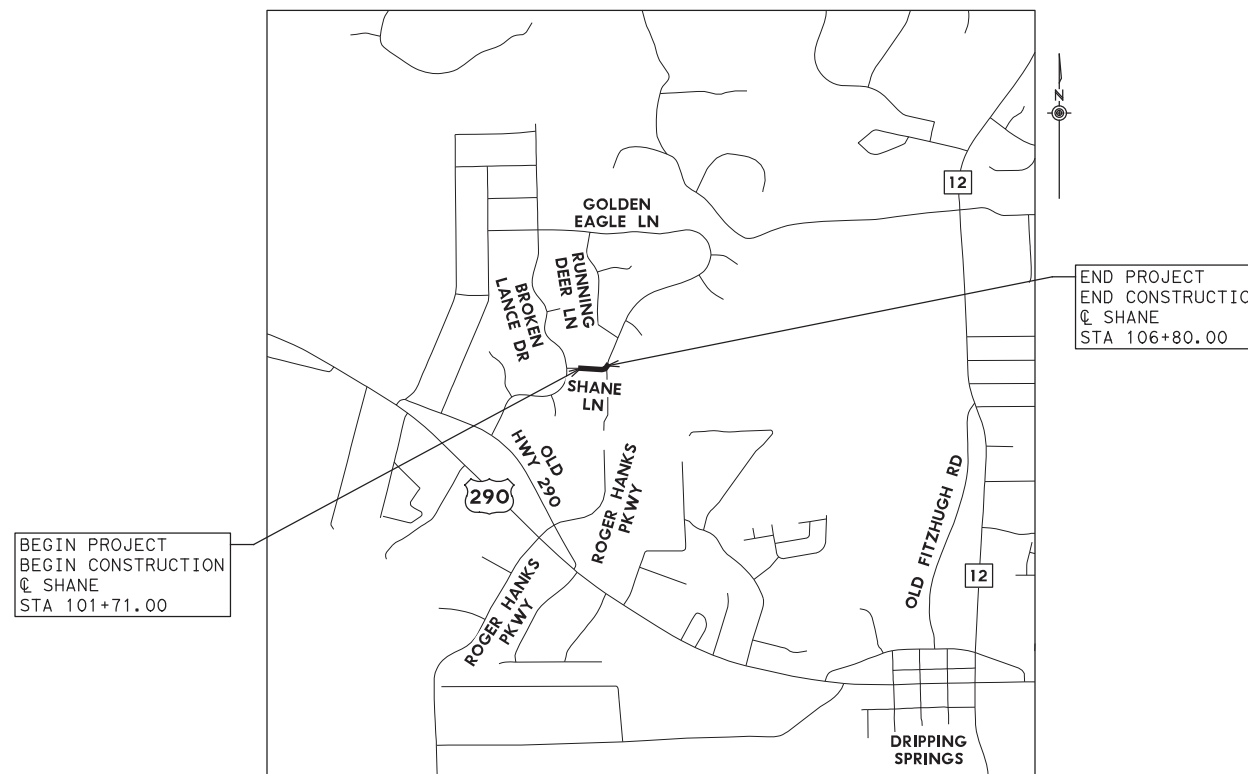 N
12
GOLDEN
EAGLE LN
RUNNING
DEER LN
BROKEN
LANCE DR
END PROJECT
END CONSTRUCTIO
℄ SHANE
STA 106+80.00
SHANE
LN
OLD
HWY 290
290
ROGER HANKS
PKWY
OLD FITZHUGH RD
BEGIN PROJECT
BEGIN CONSTRUCTION
℄ SHANE
STA 101+71.00
12
ROGER HANKS
PKWY
DRIPPING
SPRINGS